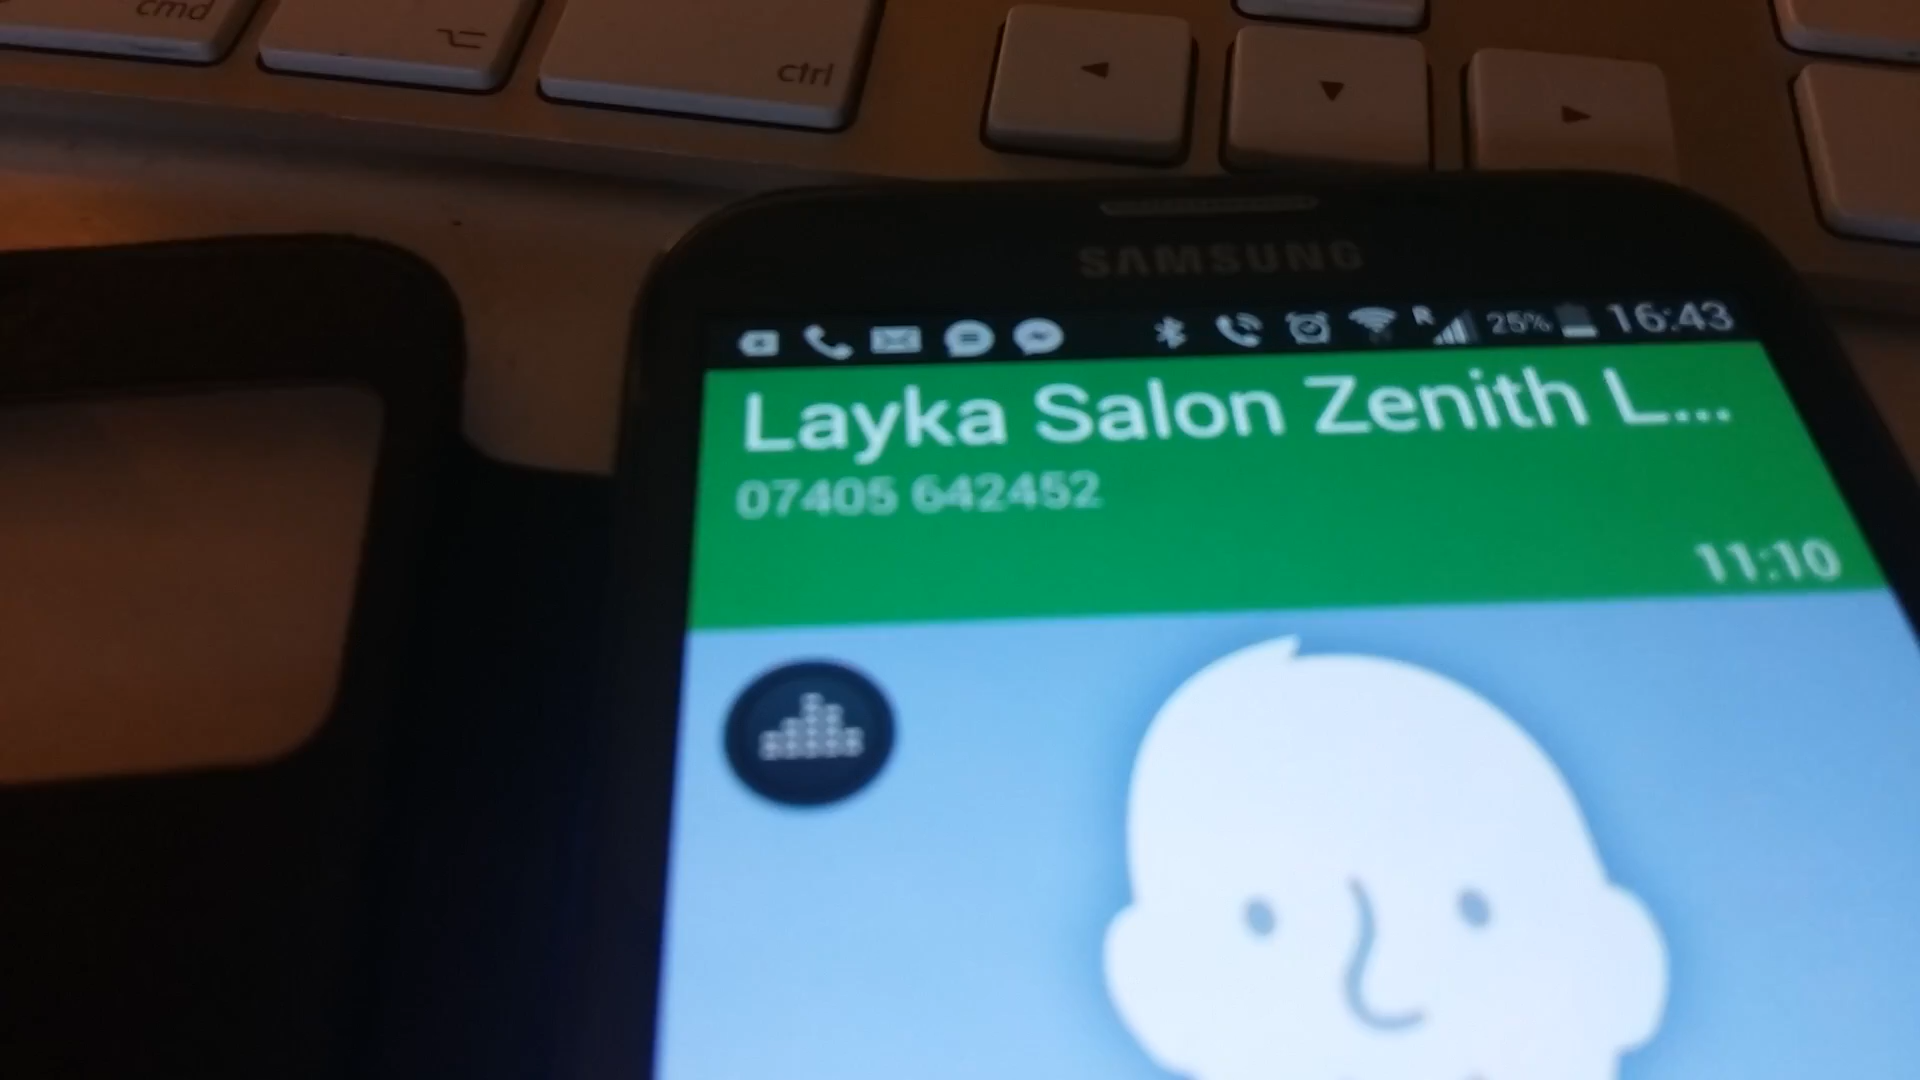 cmd
ctrl
SAMSUNG
R 25% 16:43
Layka Salon Zenith L...
07405 642452
11:10